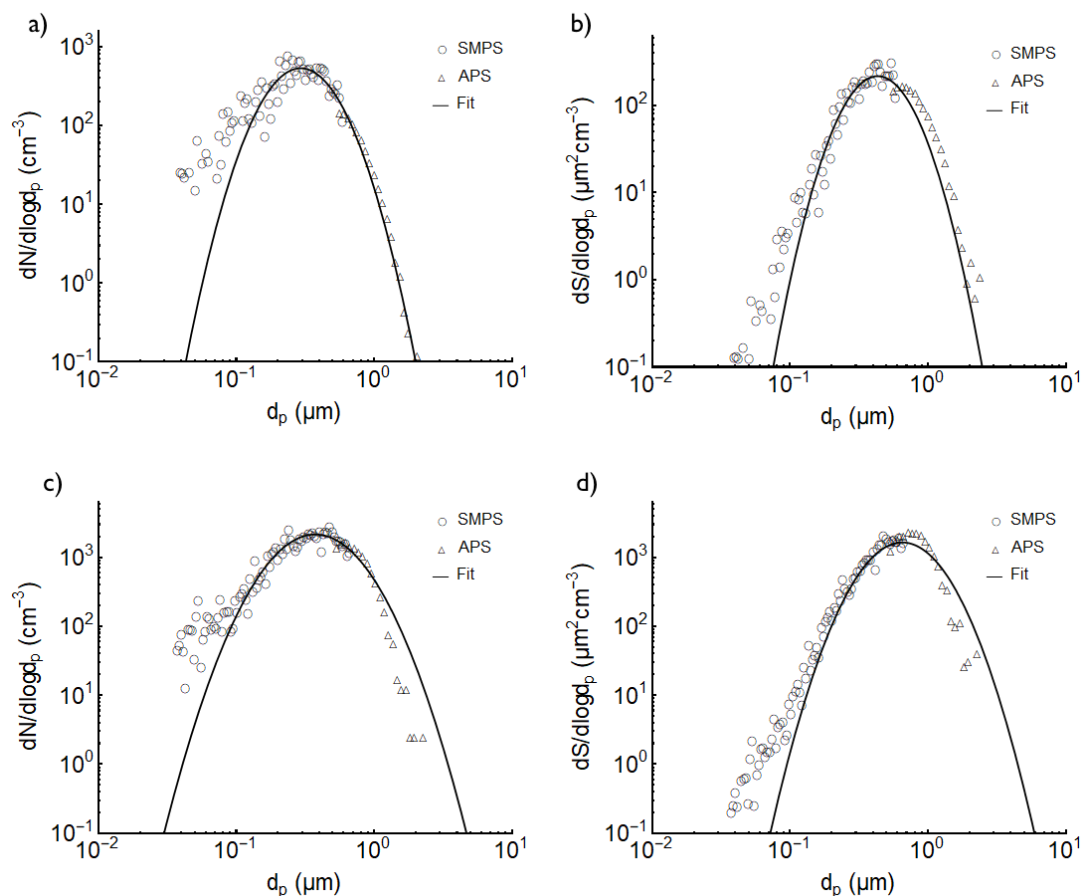 a)
dN/dlogdₚ (cm⁻³)
10³
10²
10¹
10⁰
10⁻¹
10⁻² 10⁻¹ 10⁰ 10¹
dₚ (µm)
SMPS
APS
Fit
b)
dS/dlogdₚ (µm²cm⁻³)
10²
10¹
10⁰
10⁻¹
10⁻² 10⁻¹ 10⁰ 10¹
dₚ (µm)
SMPS
APS
Fit
c)
dN/dlogdₚ (cm⁻³)
10³
10²
10¹
10⁰
10⁻¹
10⁻² 10⁻¹ 10⁰ 10¹
dₚ (µm)
SMPS
APS
Fit
d)
dS/dlogdₚ (µm²cm⁻³)
10³
10²
10¹
10⁰
10⁻¹
10⁻² 10⁻¹ 10⁰ 10¹
dₚ (µm)
SMPS
APS
Fit